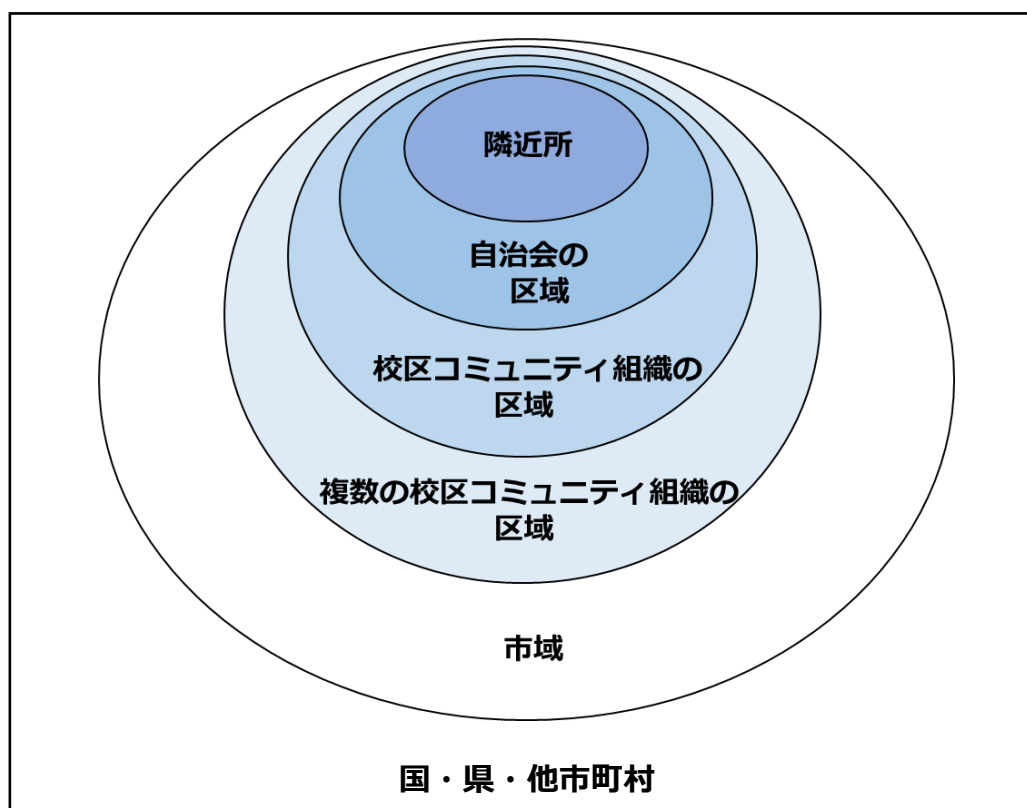 隣近所
自治会の
区域
校区コミュニティ組織の
区域
複数の校区コミュニティ組織の
区域
市域
国・県・他市町村